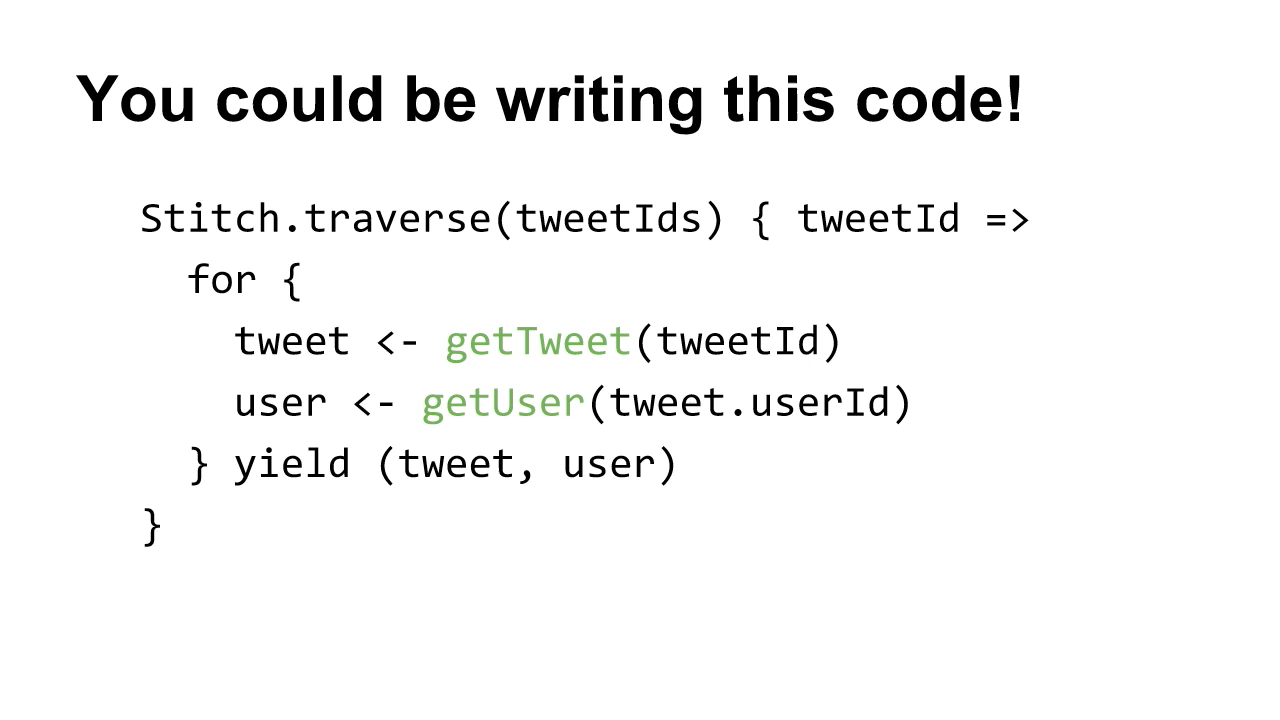 You could be writing this code!
Stitch.traverse(tweetIds) { tweetId =>
for {
tweet <- getTweet(tweetId)
user <- getUser(tweet.userId)
} yield (tweet, user)
}